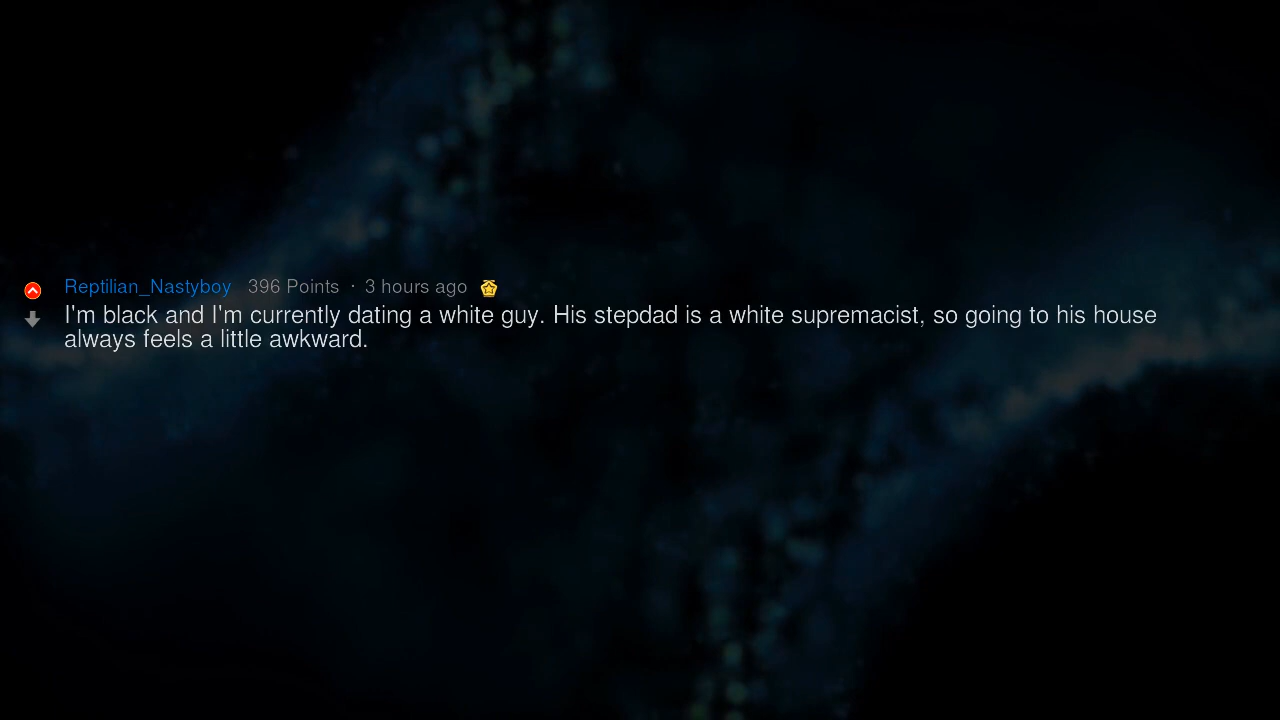 Reptilian_Nastyboy 396 Points · 3 hours ago
I'm black and I'm currently dating a white guy. His stepdad is a white supremacist, so going to his house
always feels a little awkward.